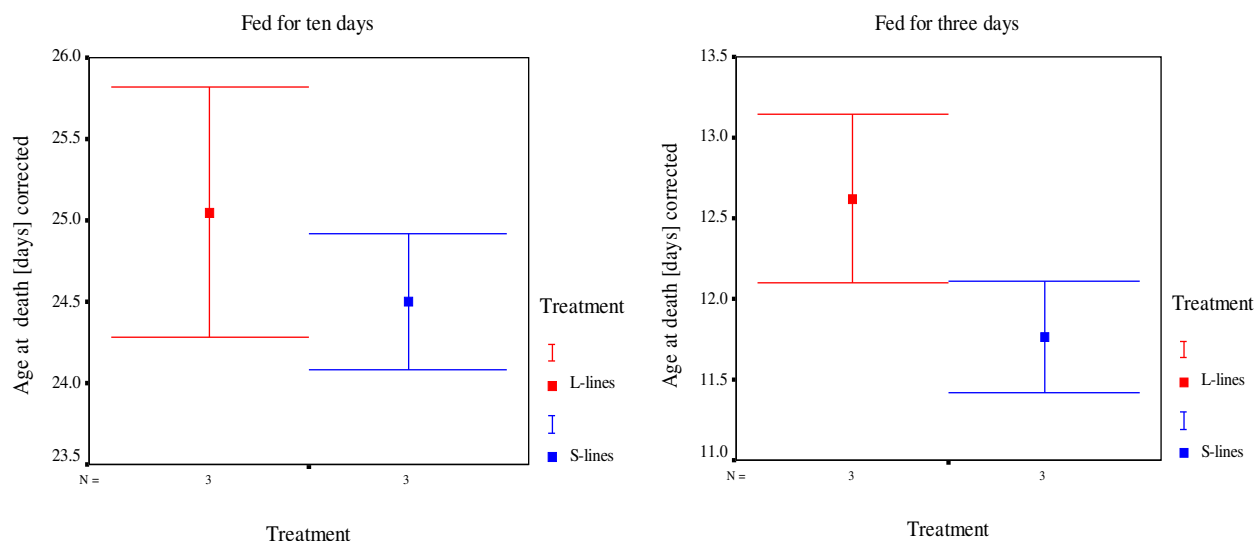 Fed for ten days
Age at death [days] corrected
26.0
25.5
25.0
24.5
24.0
23.5
N =
3
3
Treatment
Treatment
L-lines
S-lines
Fed for three days
Age at death [days] corrected
13.5
13.0
12.5
12.0
11.5
11.0
N =
3
3
Treatment
Treatment
L-lines
S-lines